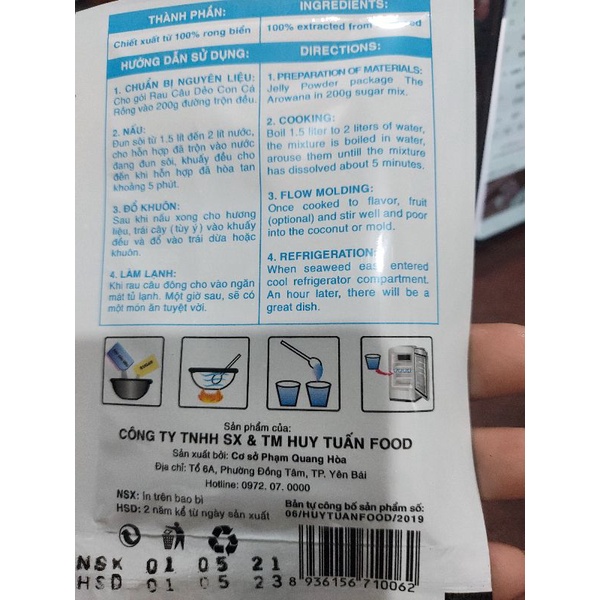 THÀNH PHẦN:
INGREDIENTS:
Chiết xuất từ 100% rong biển
100% extracted from
HƯỚNG DẪN SỬ DỤNG:
DIRECTIONS:
1. CHUẨN BỊ NGUYÊN LIỆU:
Cho gói Rau Câu Dẻo Con Cá
Rồng vào 200g đường trộn đều.
2. NẤU:
Đun sôi từ 1.5 lít đến 2 lít nước,
cho hỗn hợp đã trộn vào nước
đang đun sôi, khuấy đều cho
đến khi hỗn hợp đã hòa tan
khoảng 5 phút.
3. ĐỔ KHUÔN:
Sau khi nấu xong cho hương
liệu, trái cây (tùy ý) vào khuấy
đều và đổ vào trái dừa hoặc
khuôn.
4. LÀM LẠNH:
Khi rau câu đông cho vào ngăn
mát tủ lạnh. Một giờ sau, sẽ có
một món ăn tuyệt vời.
1. PREPARATION OF MATERIALS:
Jelly Powder package The
Arowana in 200g sugar mix.
2. COOKING:
Boil 1.5 liter to 2 liters of water,
the mixture is boiled in water,
arouse them untill the mixture
has dissolved about 5 minutes.
3. FLOW MOLDING:
Once cooked to flavor, fruit
(optional) and stir well and poor
into the coconut or mold.
4. REFRIGERATION:
When seaweed eas entered
cool refrigerator compartment.
An hour later, there will be a
great dish.
Sản phẩm của:
CÔNG TY TNHH SX & TM HUY TUẤN FOOD
Sản xuất bởi: Cơ sở Phạm Quang Hòa
Địa chỉ: Tổ 6A, Phường Đồng Tâm, TP. Yên Bái
Hotline: 0972. 07. 0000
NSX: In trên bao bì
HSD: 2 năm kể từ ngày sản xuất
Bản tự công bố sản phẩm số:
06/HUYTUANFOOD/2019
NSX 01 05 21
HSD 01 05 23
8 936156 710062